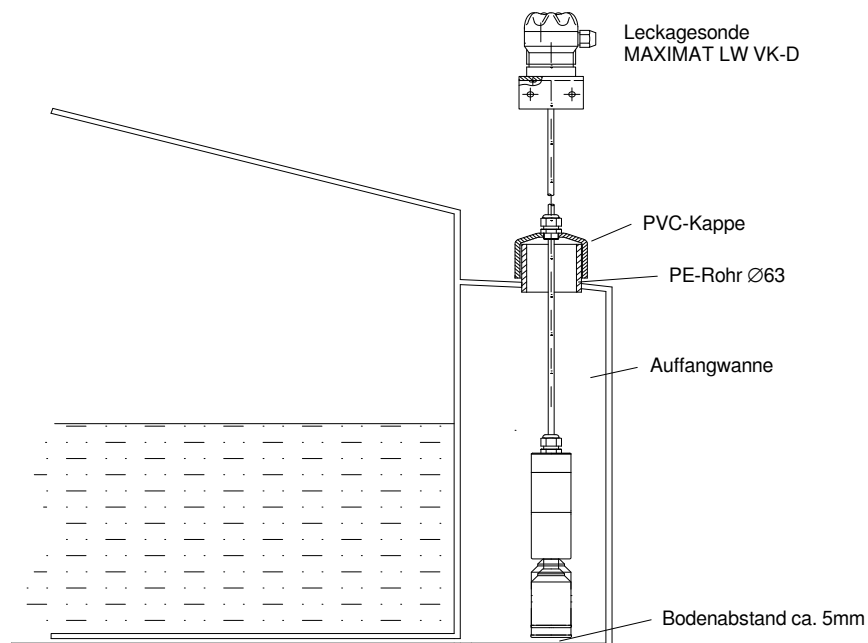 Leckagesonde
MAXIMAT LW VK-D
PVC-Kappe
PE-Rohr ∅63
Auffangwanne
Bodenabstand ca. 5mm